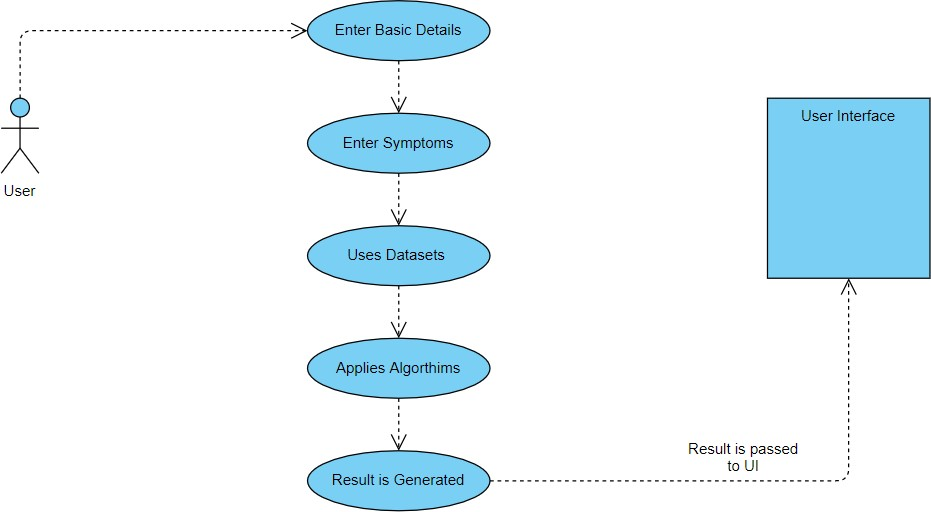 Enter Basic Details
User Interface
Enter Symptoms
User
Uses Datasets
Applies Algorthims
Result is passed
to UI
Result is Generated